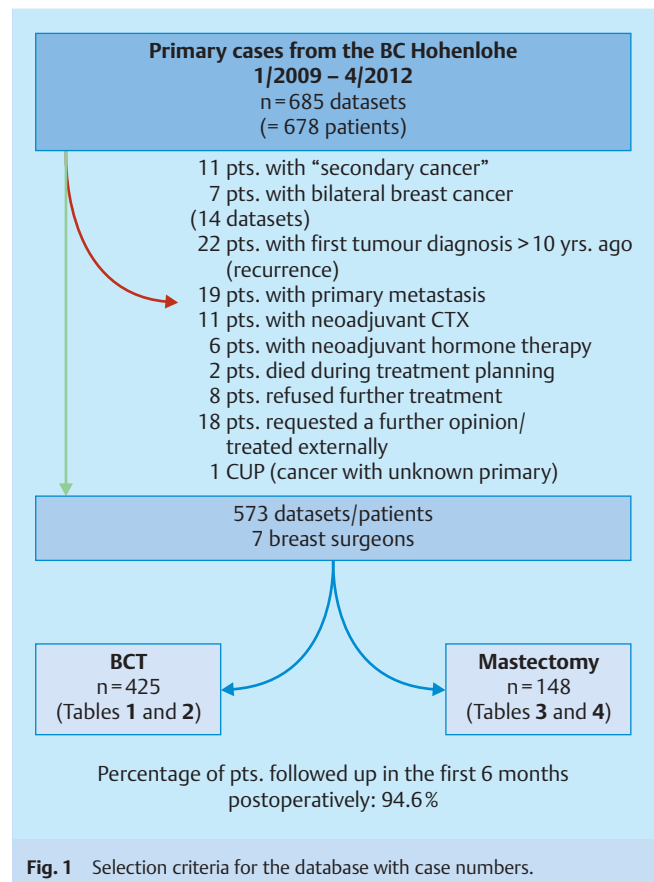 Primary cases from the BC Hohenlohe
1/2009 – 4/2012
n=685 datasets
(= 678 patients)
11 pts. with “secondary cancer”
7 pts. with bilateral breast cancer
(14 datasets)
22 pts. with first tumour diagnosis >10 yrs. ago
(recurrence)
19 pts. with primary metastasis
11 pts. with neoadjuvant CTX
6 pts. with neoadjuvant hormone therapy
2 pts. died during treatment planning
8 pts. refused further treatment
18 pts. requested a further opinion/
treated externally
1 CUP (cancer with unknown primary)
573 datasets/patients
7 breast surgeons
BCT
n=425
(Tables 1 and 2)
Mastectomy
n=148
(Tables 3 and 4)
Percentage of pts. followed up in the first 6 months
postoperatively: 94.6%
Fig. 1 Selection criteria for the database with case numbers.